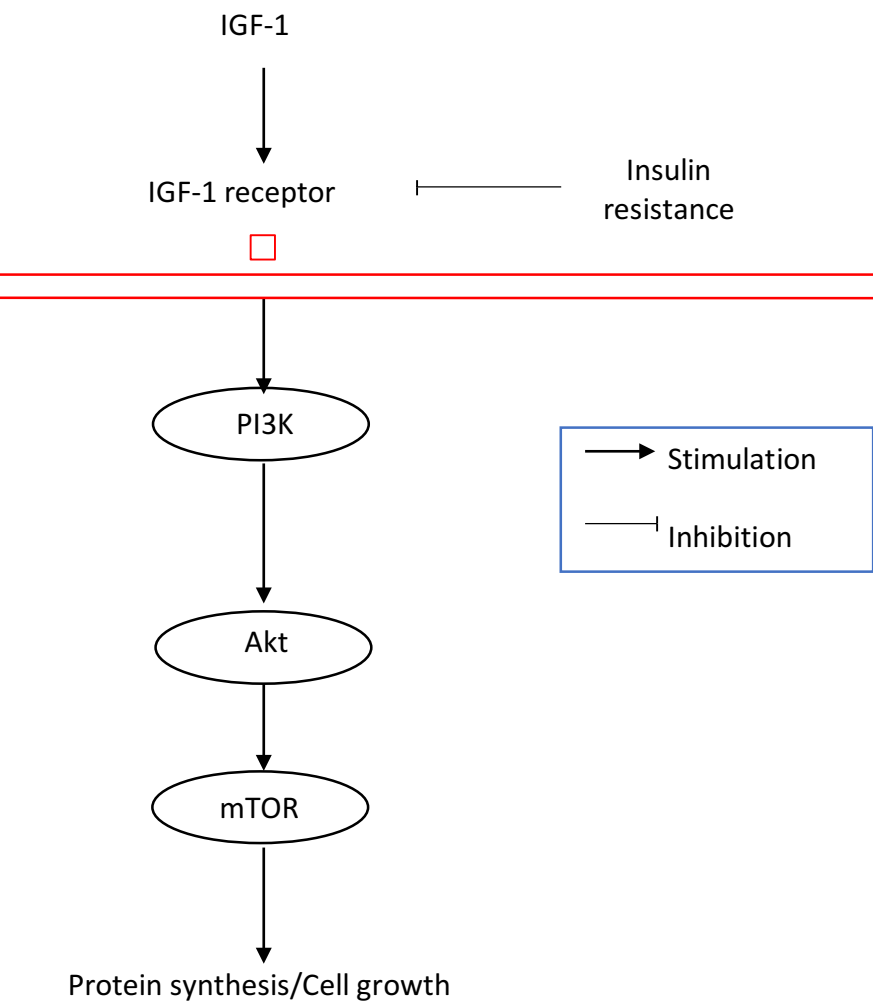 IGF-1
IGF-1 receptor
Insulin
resistance
PI3K
Stimulation
Inhibition
Akt
mTOR
Protein synthesis/Cell growth